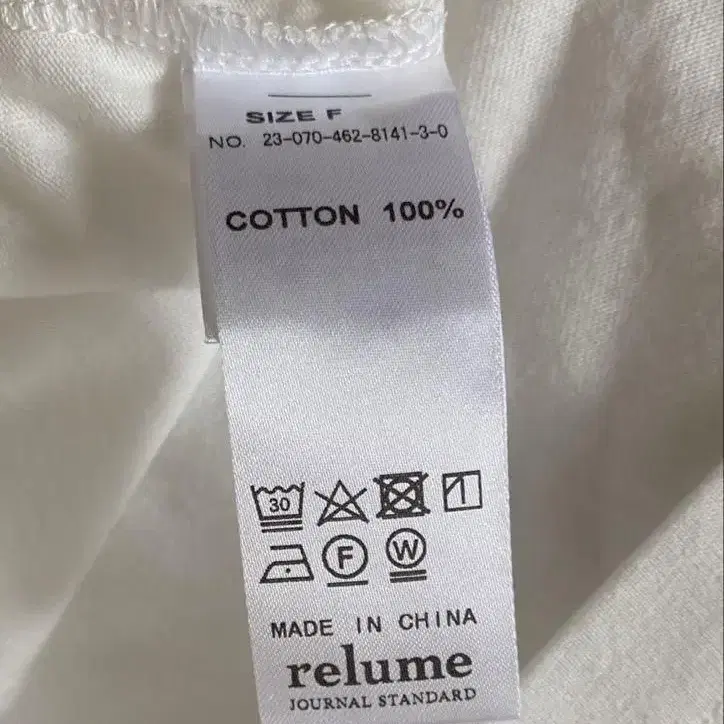 SIZE F
NO. 23-070-462-8141-3-0
COTTON 100%
30
F W
MADE IN CHINA
relume
JOURNAL STANDARD